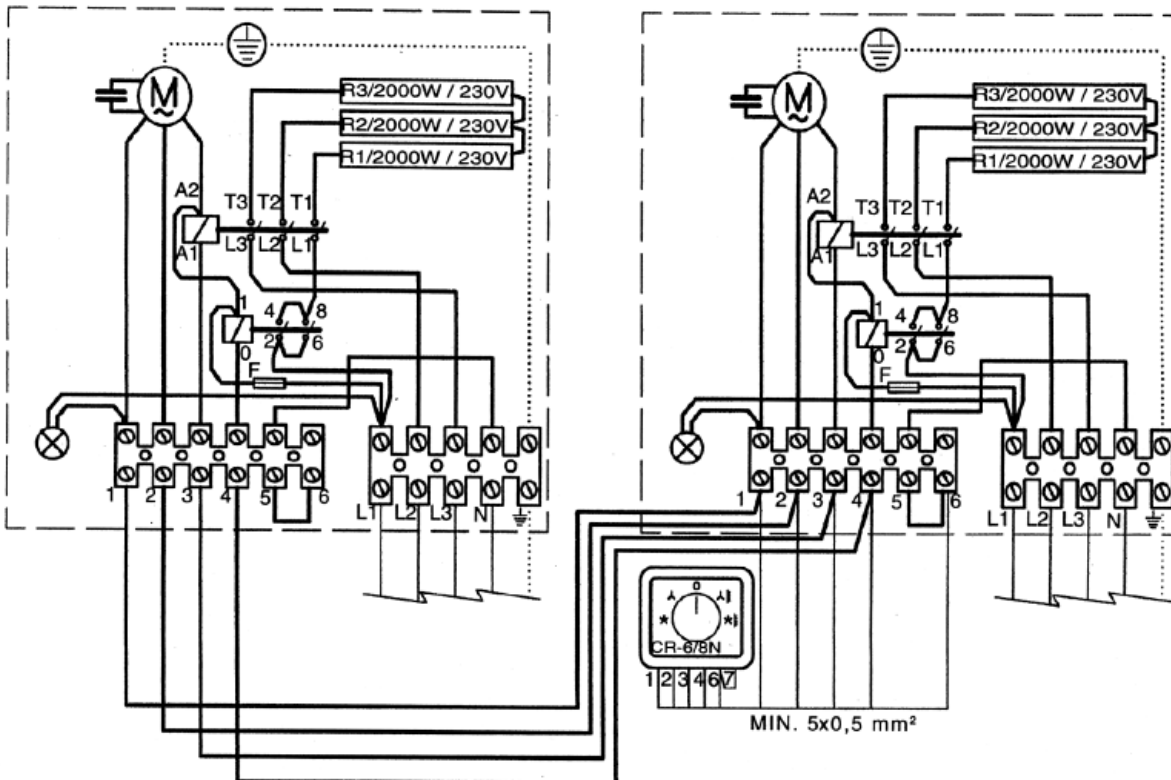 M
~
R3/2000W / 230V
R2/2000W / 230V
R1/2000W / 230V
A2
T3 T2 T1
A1
L3 L2 L1
1
4 8
0
2 6
F
1 2 3 4 5 6
L1 L2 L3 N
M
~
R3/2000W / 230V
R2/2000W / 230V
R1/2000W / 230V
A2
T3 T2 T1
A1
L3 L2 L1
1
4 8
0
2 6
F
1 2 3 4 5 6
L1 L2 L3 N
0
CR-6/8N
1 2 3 4 6 7
MIN. 5x0,5 mm²